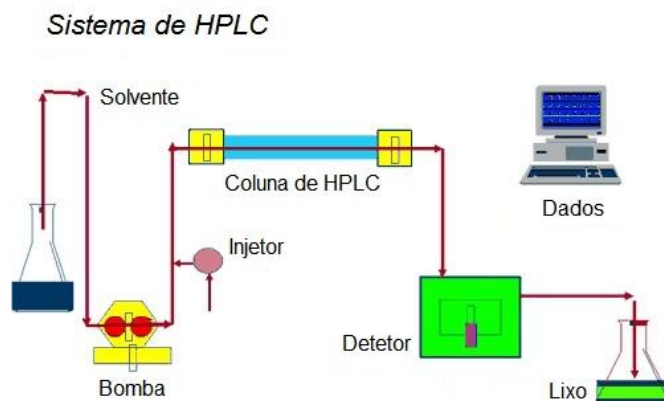 Sistema de HPLC
Solvente
Coluna de HPLC
Dados
Injetor
Detetor
Bomba
Lixo